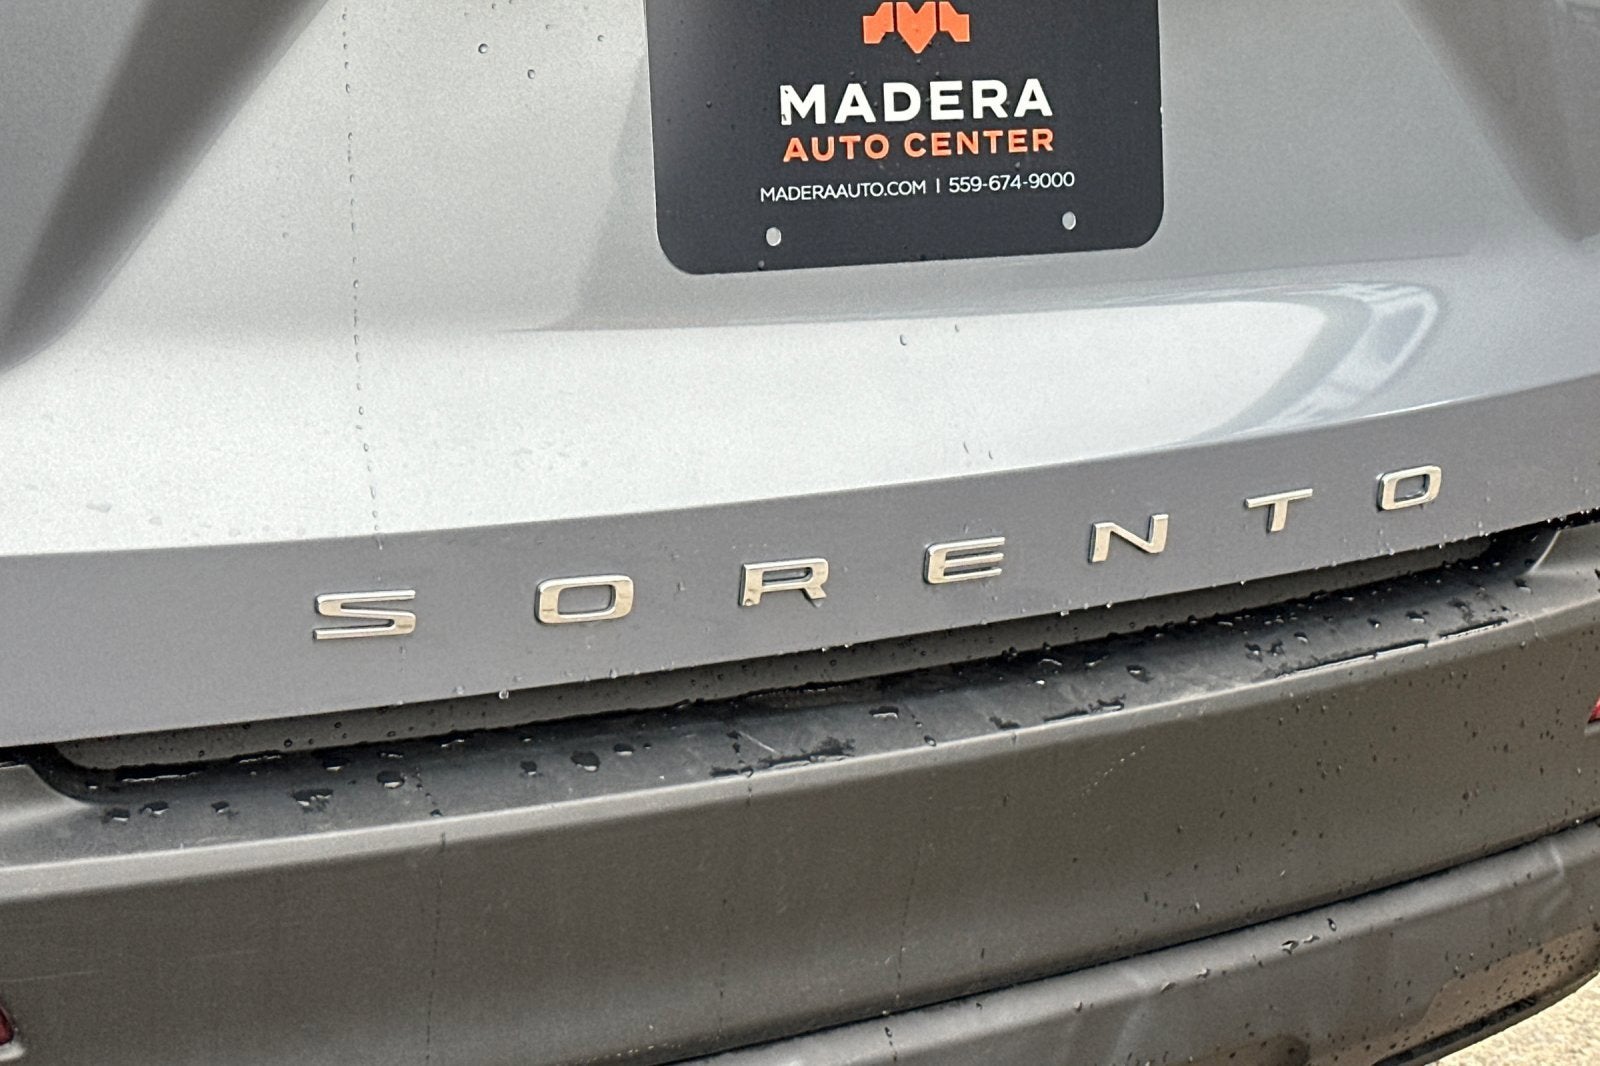 MADERA
AUTO CENTER
MADERAAUTO.COM | 559-674-9000
SORENTO